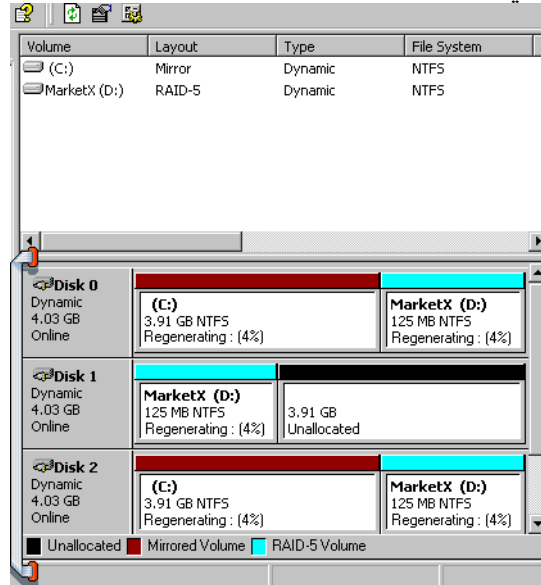 Volume Layout Type File System
(C:) Mirror Dynamic NTFS
MarketX (D:) RAID-5 Dynamic NTFS
Disk 0
Dynamic
4.03 GB
Online
(C:)
3.91 GB NTFS
Regenerating : (4%)
MarketX (D:)
125 MB NTFS
Regenerating : (4%)
Disk 1
Dynamic
4.03 GB
Online
MarketX (D:)
125 MB NTFS
Regenerating : (4%)
3.91 GB
Unallocated
Disk 2
Dynamic
4.03 GB
Online
(C:)
3.91 GB NTFS
Regenerating : (4%)
MarketX (D:)
125 MB NTFS
Regenerating : (4%)
Unallocated Mirrored Volume RAID-5 Volume